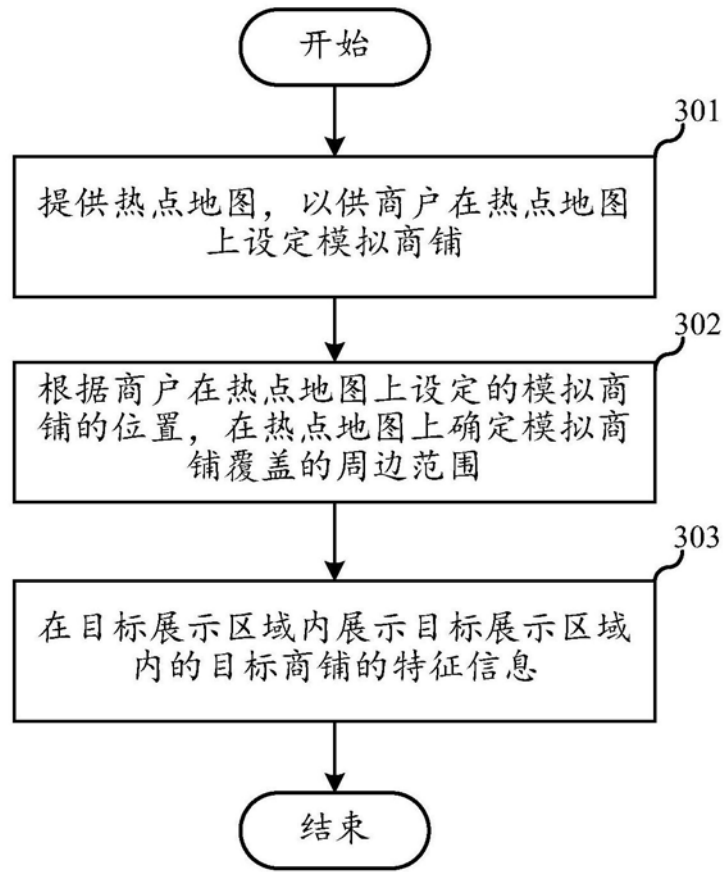 开始
301
提供热点地图，以供商户在热点地图
上设定模拟商铺
302
根据商户在热点地图上设定的模拟商
铺的位置，在热点地图上确定模拟商
铺覆盖的周边范围
303
在目标展示区域内展示目标展示区域
内的目标商铺的特征信息
结束